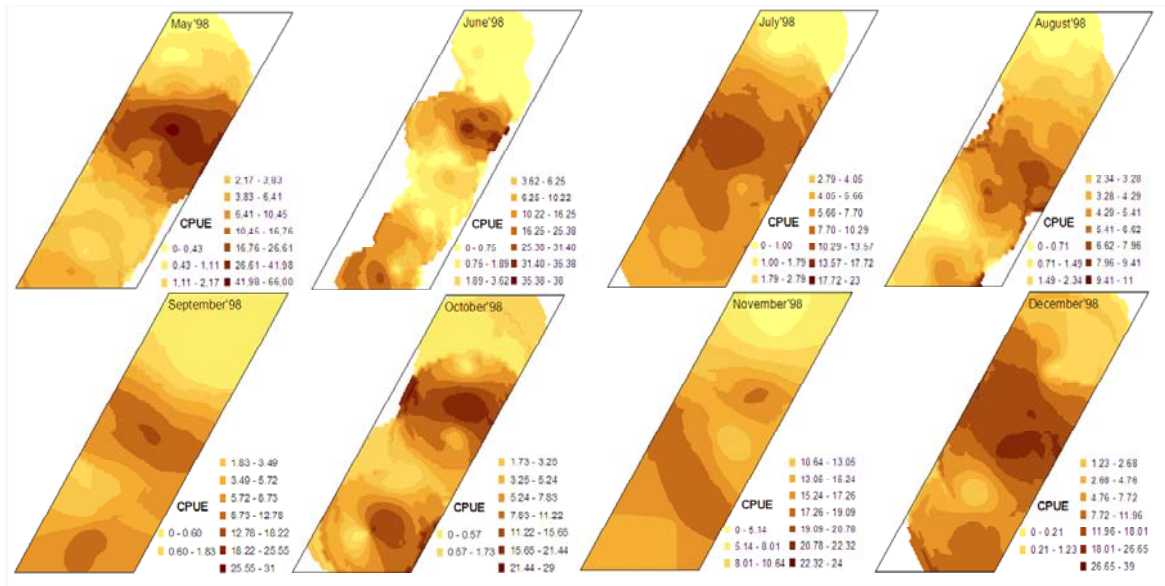 May'98
2,17 - 3,83
3.83 - 6.41
6.41 - 10.45
10.45 - 16.76
16.76 - 26.61
26.61 - 41.98
41.98 - 66,00
CPUE
0 - 0.43
0.43 - 1.11
1.11 - 2.17
June'98
3.62 - 6.25
6.25 - 10.22
10.22 - 16.25
16.25 - 25.38
25.38 - 31.40
31.40 - 35.38
35.38 - 38
CPUE
0 - 0.75
0.75 - 1.89
1.89 - 3.62
July'98
2.79 - 4.05
4.05 - 5.66
5.66 - 7.70
7.70 - 10.29
10.29 - 13.57
13.57 - 17.72
17.72 - 23
CPUE
0 - 1.00
1.00 - 1.79
1.79 - 2.79
August'98
2.34 - 3.28
3.28 - 4.29
4.29 - 5.41
5.41 - 6.62
6.62 - 7.96
7.96 - 9.41
9.41 - 11
CPUE
0 - 0.71
0.71 - 1.49
1.49 - 2.34
September'98
1.83 - 3.49
3.49 - 5.72
5.72 - 8.73
8.73 - 12.78
12.78 - 18.22
18.22 - 25.55
25.55 - 31
CPUE
0 - 0.60
0.60 - 1.83
October'98
1.73 - 3.25
3.25 - 5.24
5.24 - 7.83
7.83 - 11.22
11.22 - 15.65
15.65 - 21.44
21.44 - 29
CPUE
0 - 0.57
0.57 - 1.73
November'98
10.64 - 13.05
13.05 - 15.24
15.24 - 17.26
17.26 - 19.09
19.09 - 20.78
20.78 - 22.32
22.32 - 24
CPUE
0 - 5.14
5.14 - 8.01
8.01 - 10.64
December'98
1.23 - 2.68
2.68 - 4.76
4.76 - 7.72
7.72 - 11.96
11.96 - 18.01
18.01 - 26.65
26.65 - 39
CPUE
0 - 0.21
0.21 - 1.23